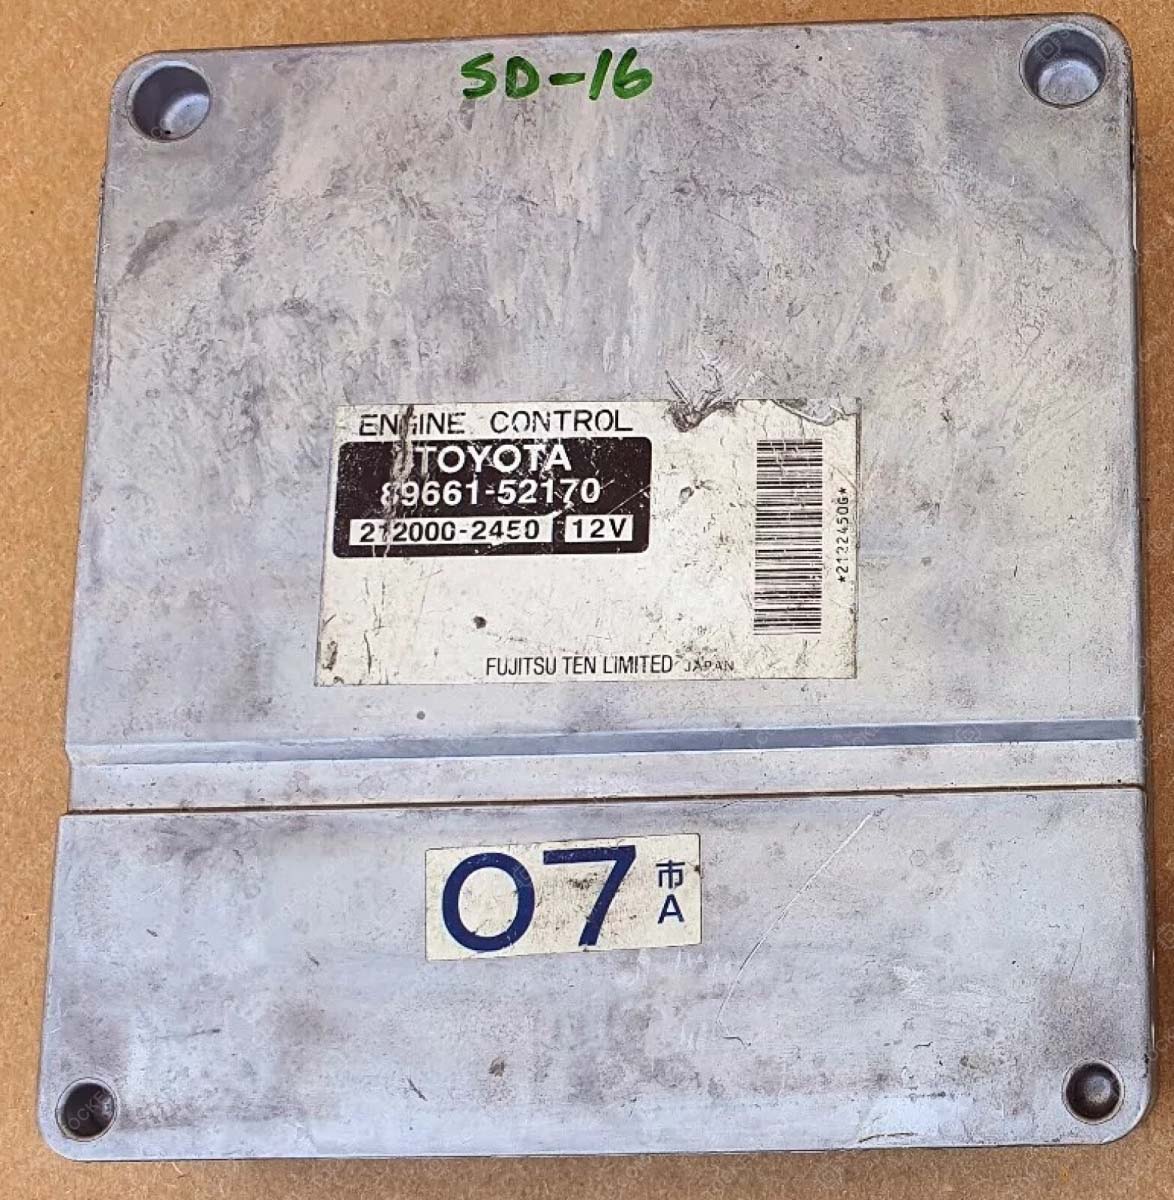 SD-16
ENGINE CONTROL
TOYOTA
89661-52170
212000-2450 12V
*2122450G*
FUJITSU TEN LIMITED JAPAN
07 市
A